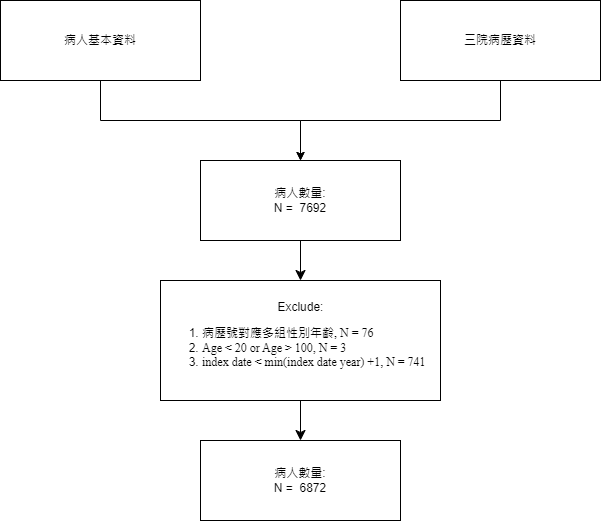 病人基本資料
三院病歷資料
病人數量:
N =  7692
Exclude:
1. 病歷號對應多組性別年齡, N = 76
2. Age < 20 or Age > 100, N = 3
3. index date < min(index date year) +1, N = 741
病人數量:
N =  6872